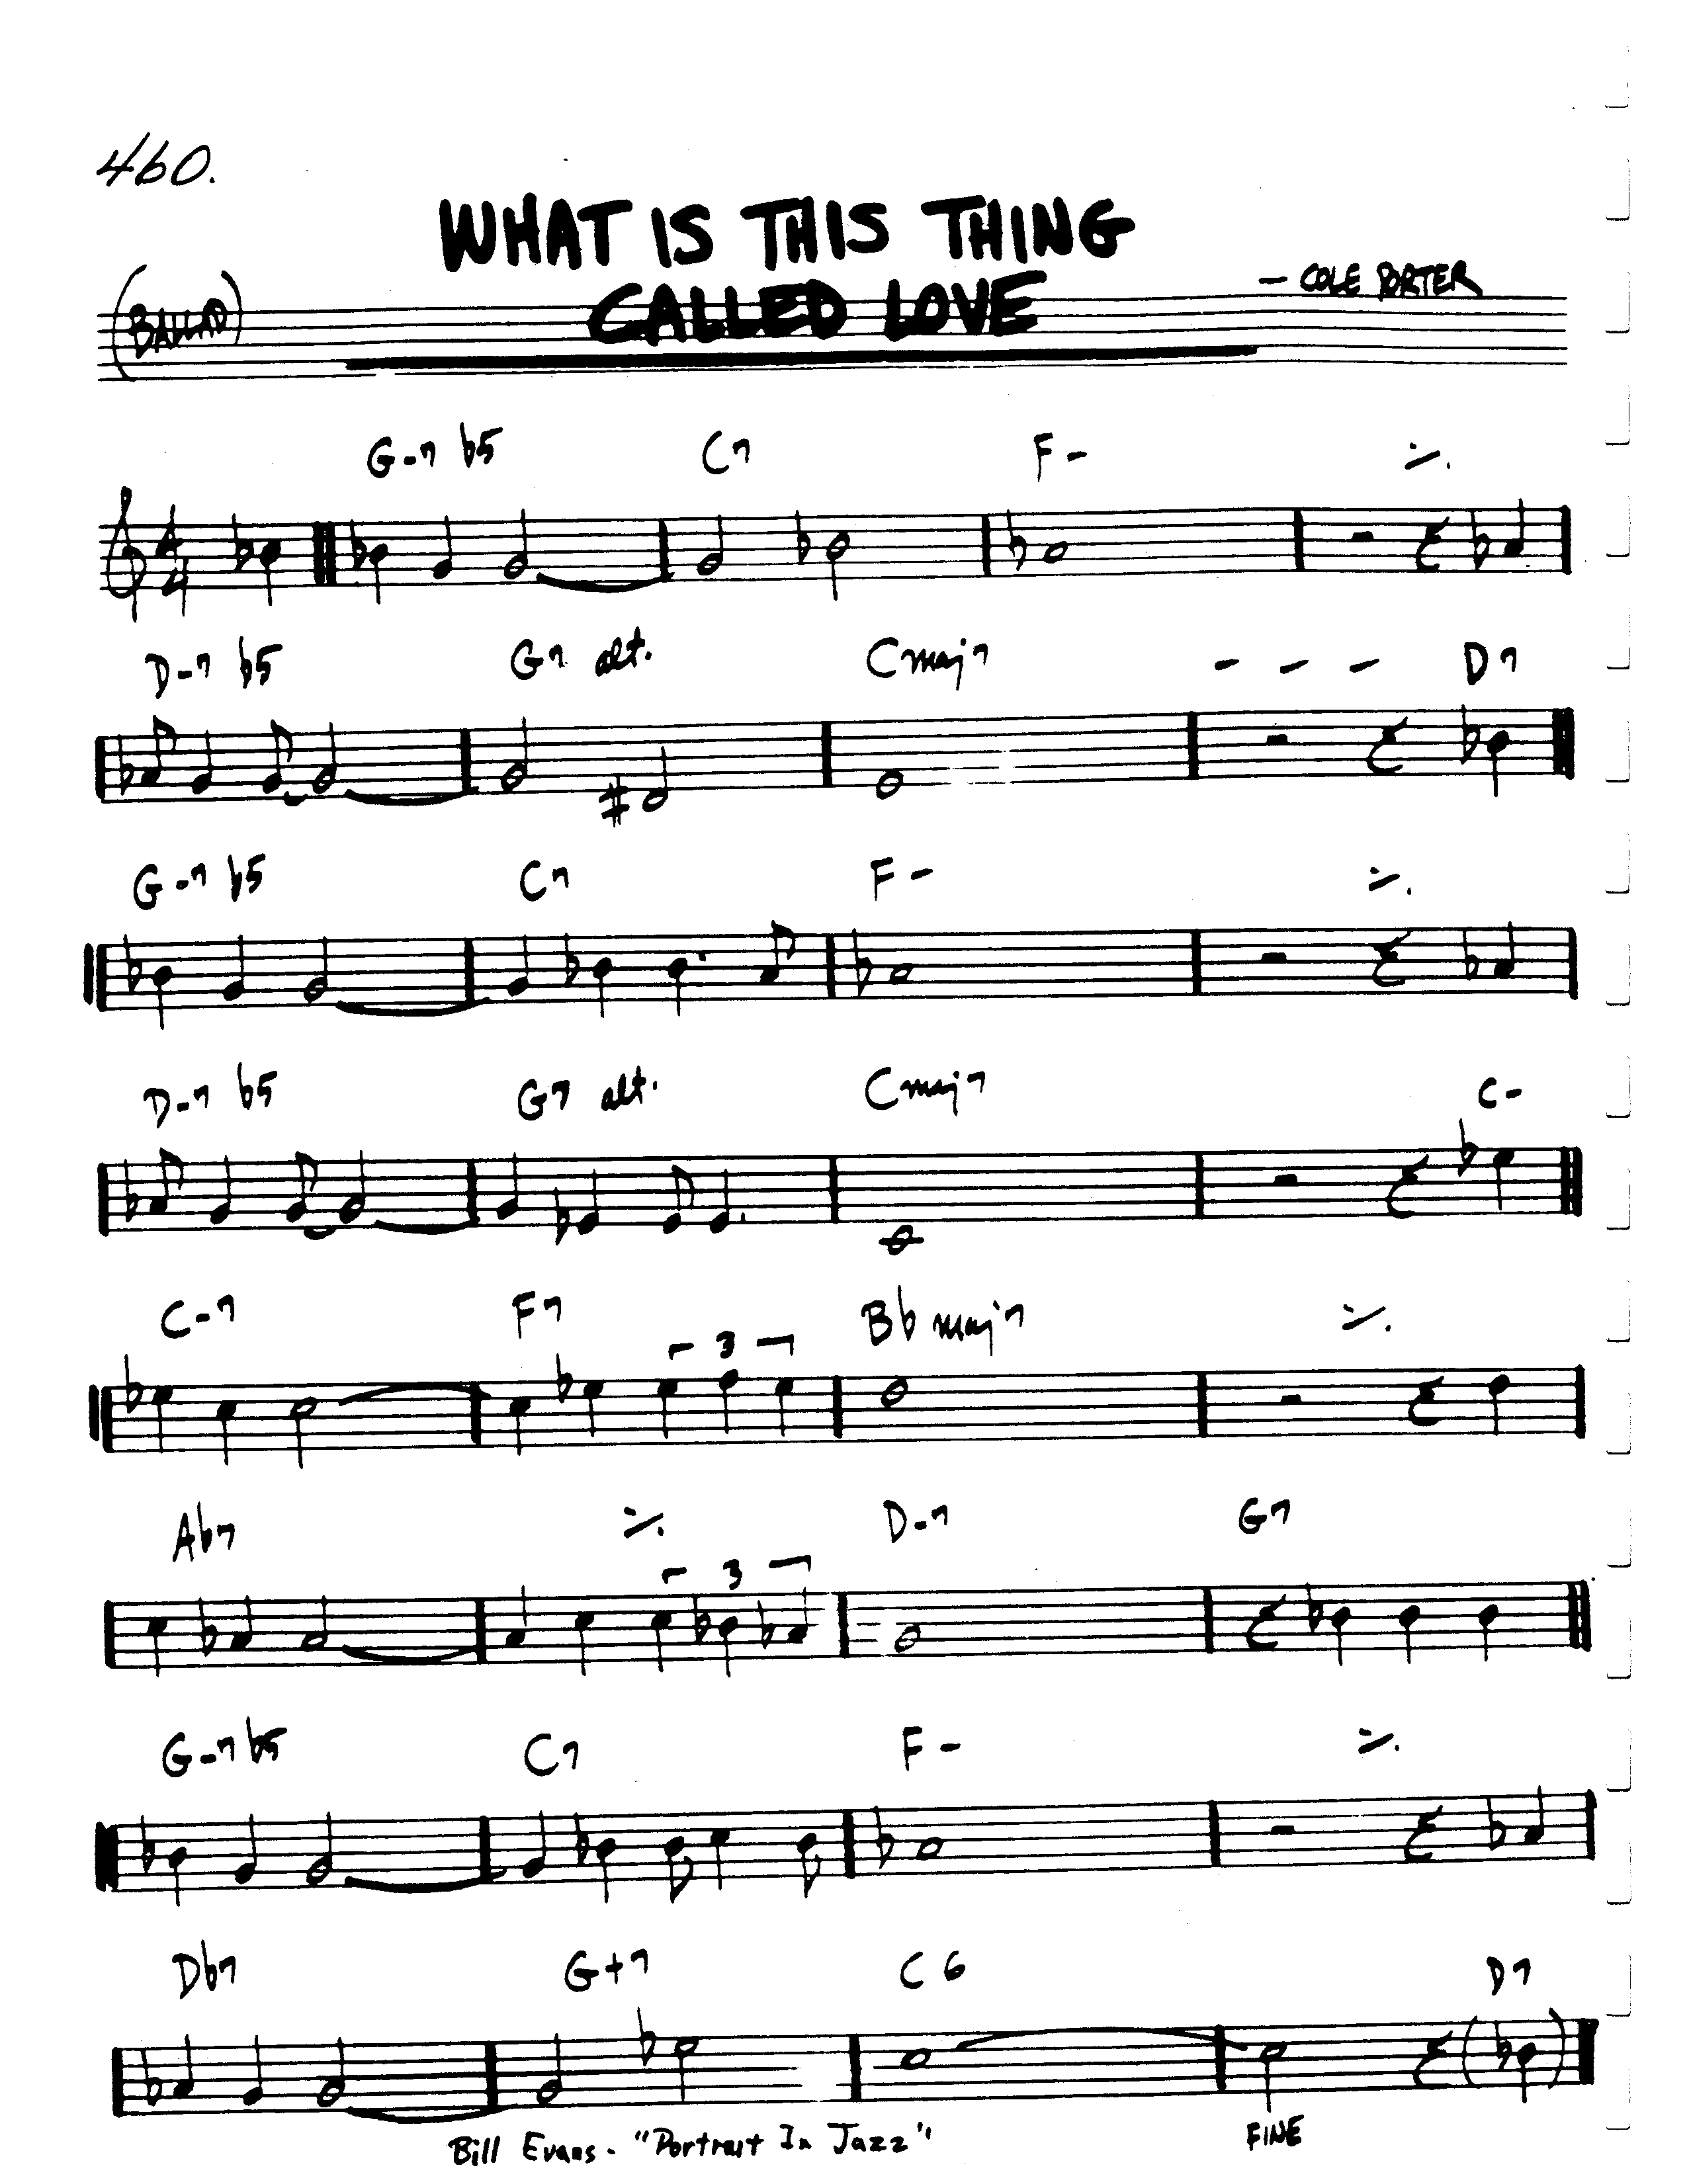 460.
WHAT IS THIS THING
CALLED LOVE
— COLE PORTER
(BALLAD)
G-7 b5 C7 F- ٪
4/4
D-7 b5 G7 alt. Cmaj7 - - - D7
G-7 b5 C7 F- ٪
D-7 b5 G7 alt. Cmaj7 C-
C-7 F7 Bb maj7 ٪
3
Ab7 ٪ D-7 G7
3
G-7 b5 C7 F- ٪
Db7 G+7 C6 D7
Bill Evans - "Portrait In Jazz"
FINE